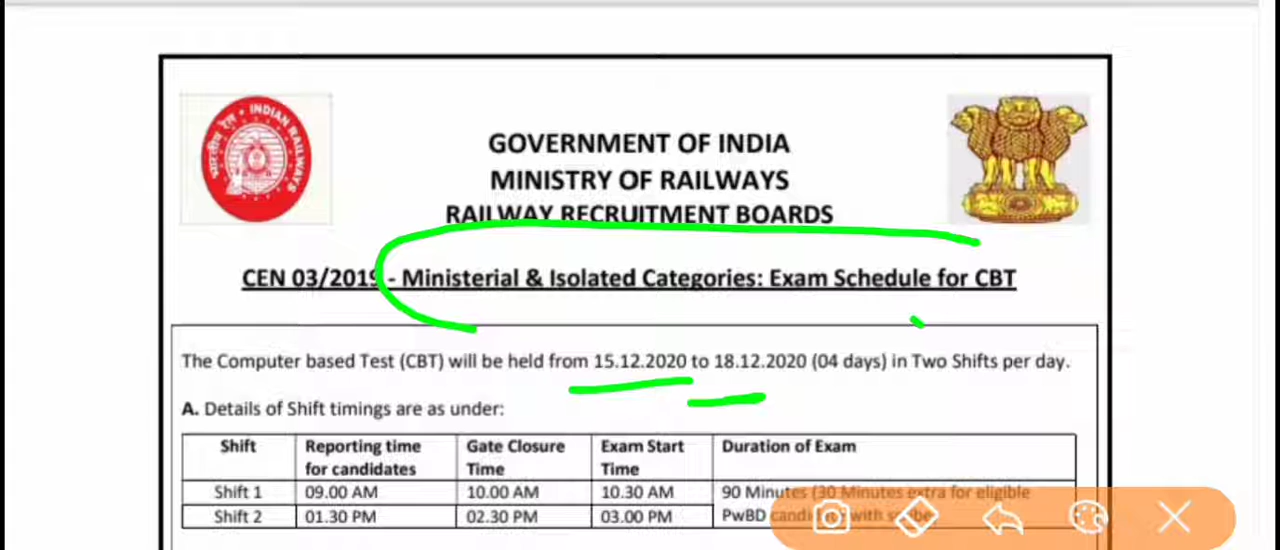 INDIAN RAILWAYS
भारतीय रेल
GOVERNMENT OF INDIA
MINISTRY OF RAILWAYS
RAILWAY RECRUITMENT BOARDS
CEN 03/2019 - Ministerial & Isolated Categories: Exam Schedule for CBT
The Computer based Test (CBT) will be held from 15.12.2020 to 18.12.2020 (04 days) in Two Shifts per day.
A. Details of Shift timings are as under:
Shift Reporting time for candidates Gate Closure Time Exam Start Time Duration of Exam
Shift 1 09.00 AM 10.00 AM 10.30 AM 90 Minutes (30 Minutes extra for eligible
Shift 2 01.30 PM 02.30 PM 03.00 PM PwBD with